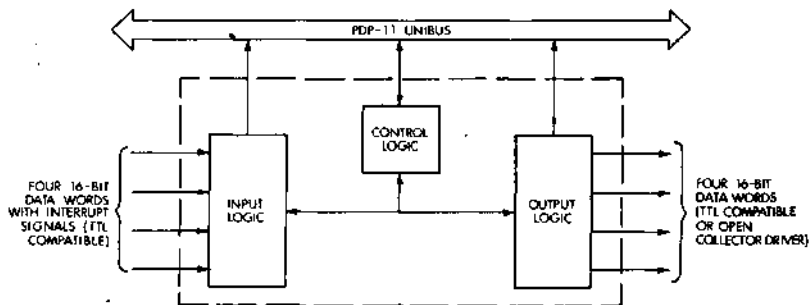 PDP-11 UNIBUS
CONTROL
LOGIC
FOUR 16-BIT
DATA WORDS
WITH INTERRUPT
SIGNALS (TTL
COMPATIBLE)
INPUT
LOGIC
OUTPUT
LOGIC
FOUR 16-BIT
DATA WORDS
(TTL COMPATIBLE
OR OPEN
COLLECTOR DRIVER)